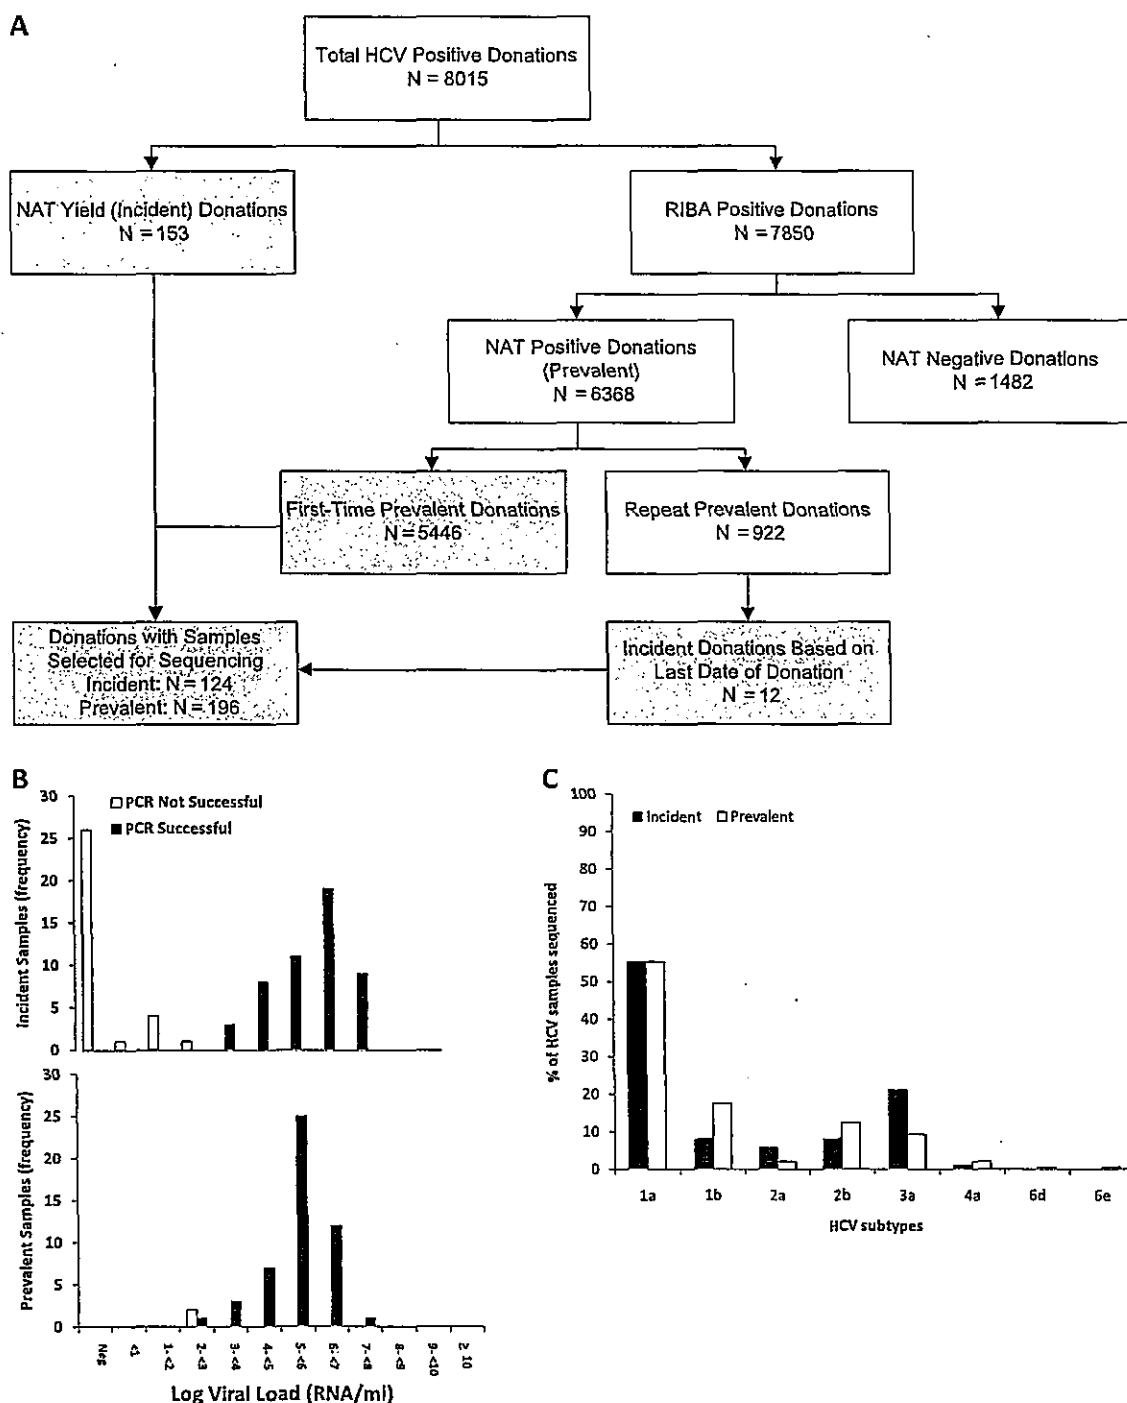 A
Total HCV Positive Donations
N = 8015
NAT Yield (Incident) Donations
N = 153
RIBA Positive Donations
N = 7850
NAT Positive Donations
(Prevalent)
N = 6368
NAT Negative Donations
N = 1482
First-Time Prevalent Donations
N = 5446
Repeat Prevalent Donations
N = 922
Donations with Samples
Selected for Sequencing
Incident: N = 124
Prevalent: N = 196
Incident Donations Based on
Last Date of Donation
N = 12
B
PCR Not Successful
PCR Successful
Incident Samples (frequency)
30
25
20
15
10
5
0
Prevalent Samples (frequency)
30
25
20
15
10
5
0
Neg
<1
1-<2
2-<3
3-<4
4-<5
5-<6
6-<7
7-<8
8-<9
9-<10
≥ 10
Log Viral Load (RNA/ml)
C
Incident
Prevalent
% of HCV samples sequenced
100
90
80
70
60
50
40
30
20
10
0
1a
1b
2a
2b
3a
4a
6d
6e
HCV subtypes